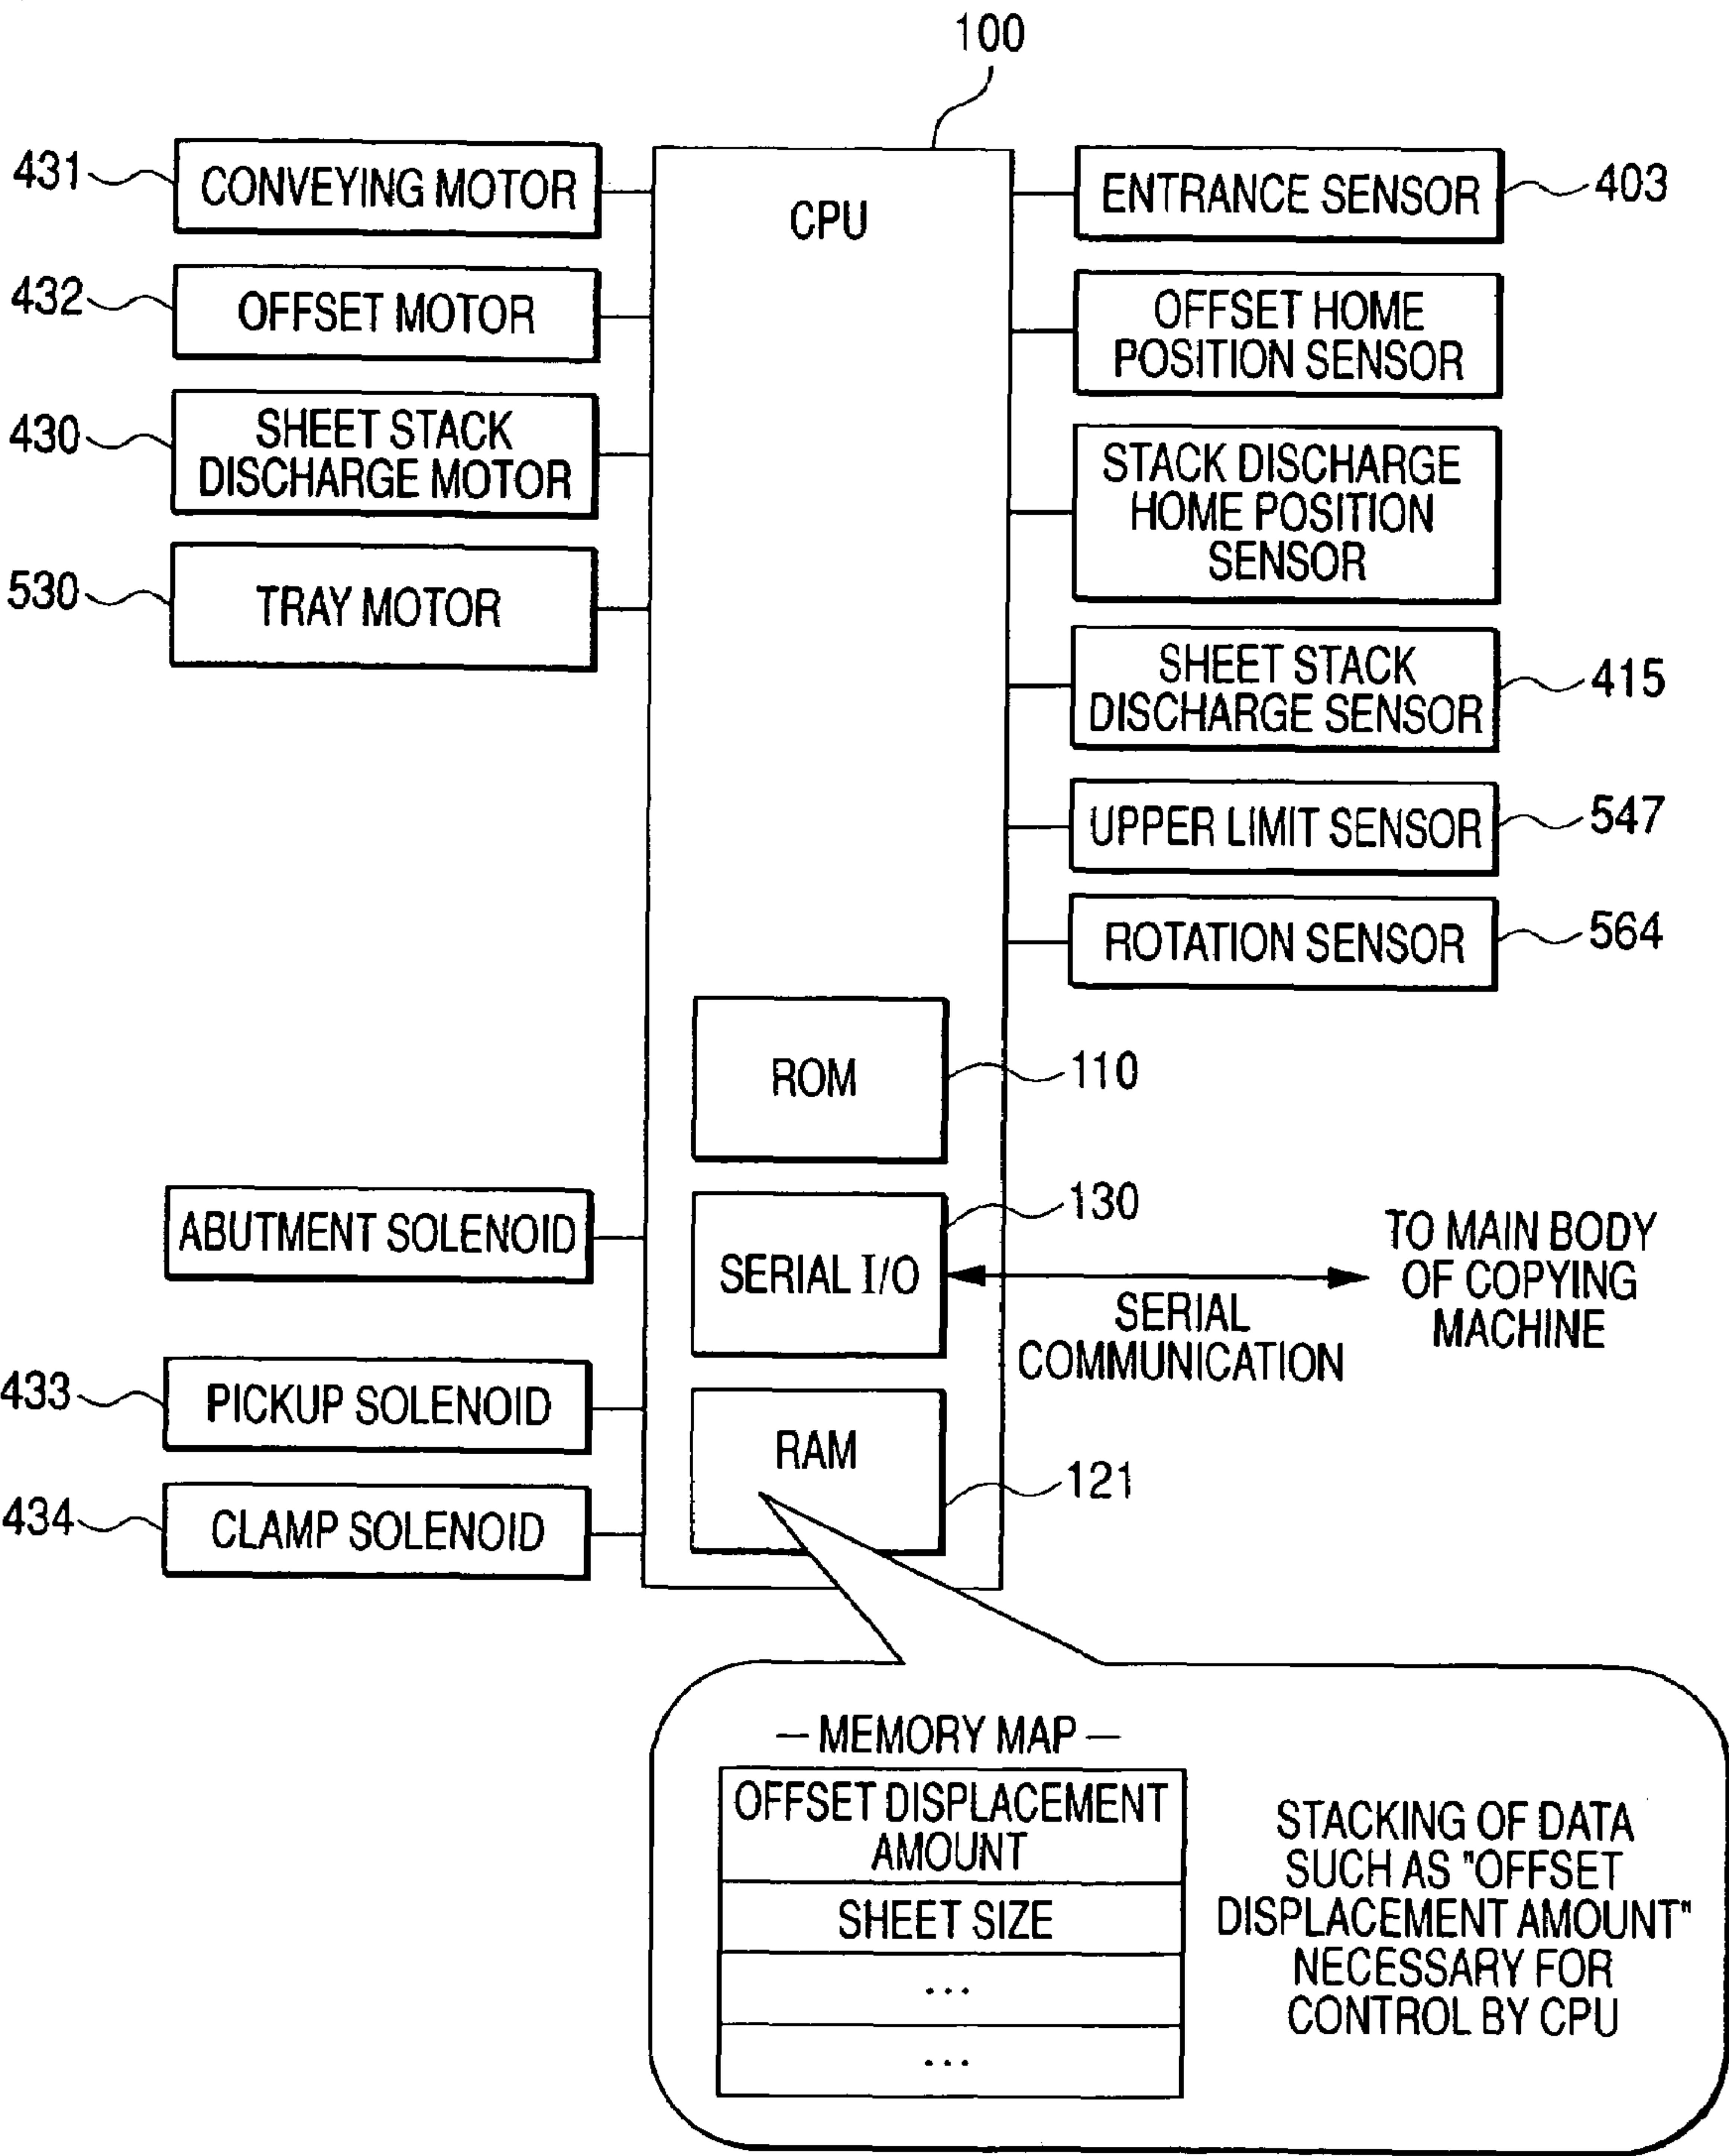 100
431
CONVEYING MOTOR
432
OFFSET MOTOR
430
SHEET STACK
DISCHARGE MOTOR
530
TRAY MOTOR
CPU
ENTRANCE SENSOR
403
OFFSET HOME
POSITION SENSOR
STACK DISCHARGE
HOME POSITION
SENSOR
SHEET STACK
DISCHARGE SENSOR
415
UPPER LIMIT SENSOR
547
ROTATION SENSOR
564
ROM
110
ABUTMENT SOLENOID
SERIAL I/O
130
SERIAL
COMMUNICATION
TO MAIN BODY
OF COPYING
MACHINE
433
PICKUP SOLENOID
434
CLAMP SOLENOID
RAM
121
— MEMORY MAP —
OFFSET DISPLACEMENT
AMOUNT
SHEET SIZE
...
...
STACKING OF DATA
SUCH AS "OFFSET
DISPLACEMENT AMOUNT"
NECESSARY FOR
CONTROL BY CPU